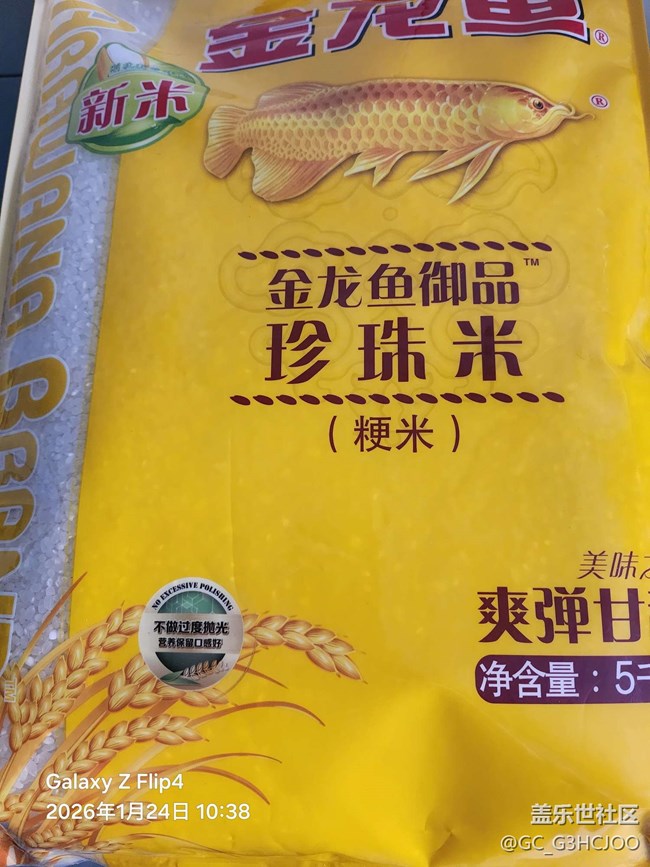 金龙鱼®
新米
®
ARAWANA BRAND
金龙鱼御品™
珍珠米
(粳米)
美味
爽弹甘
NO EXCESSIVE POLISHING
不做过度抛光
营养保留口感好
净含量:5千
Galaxy Z Flip4
2026年1月24日 10:38
盖乐世社区
@GC_G3HCJOO